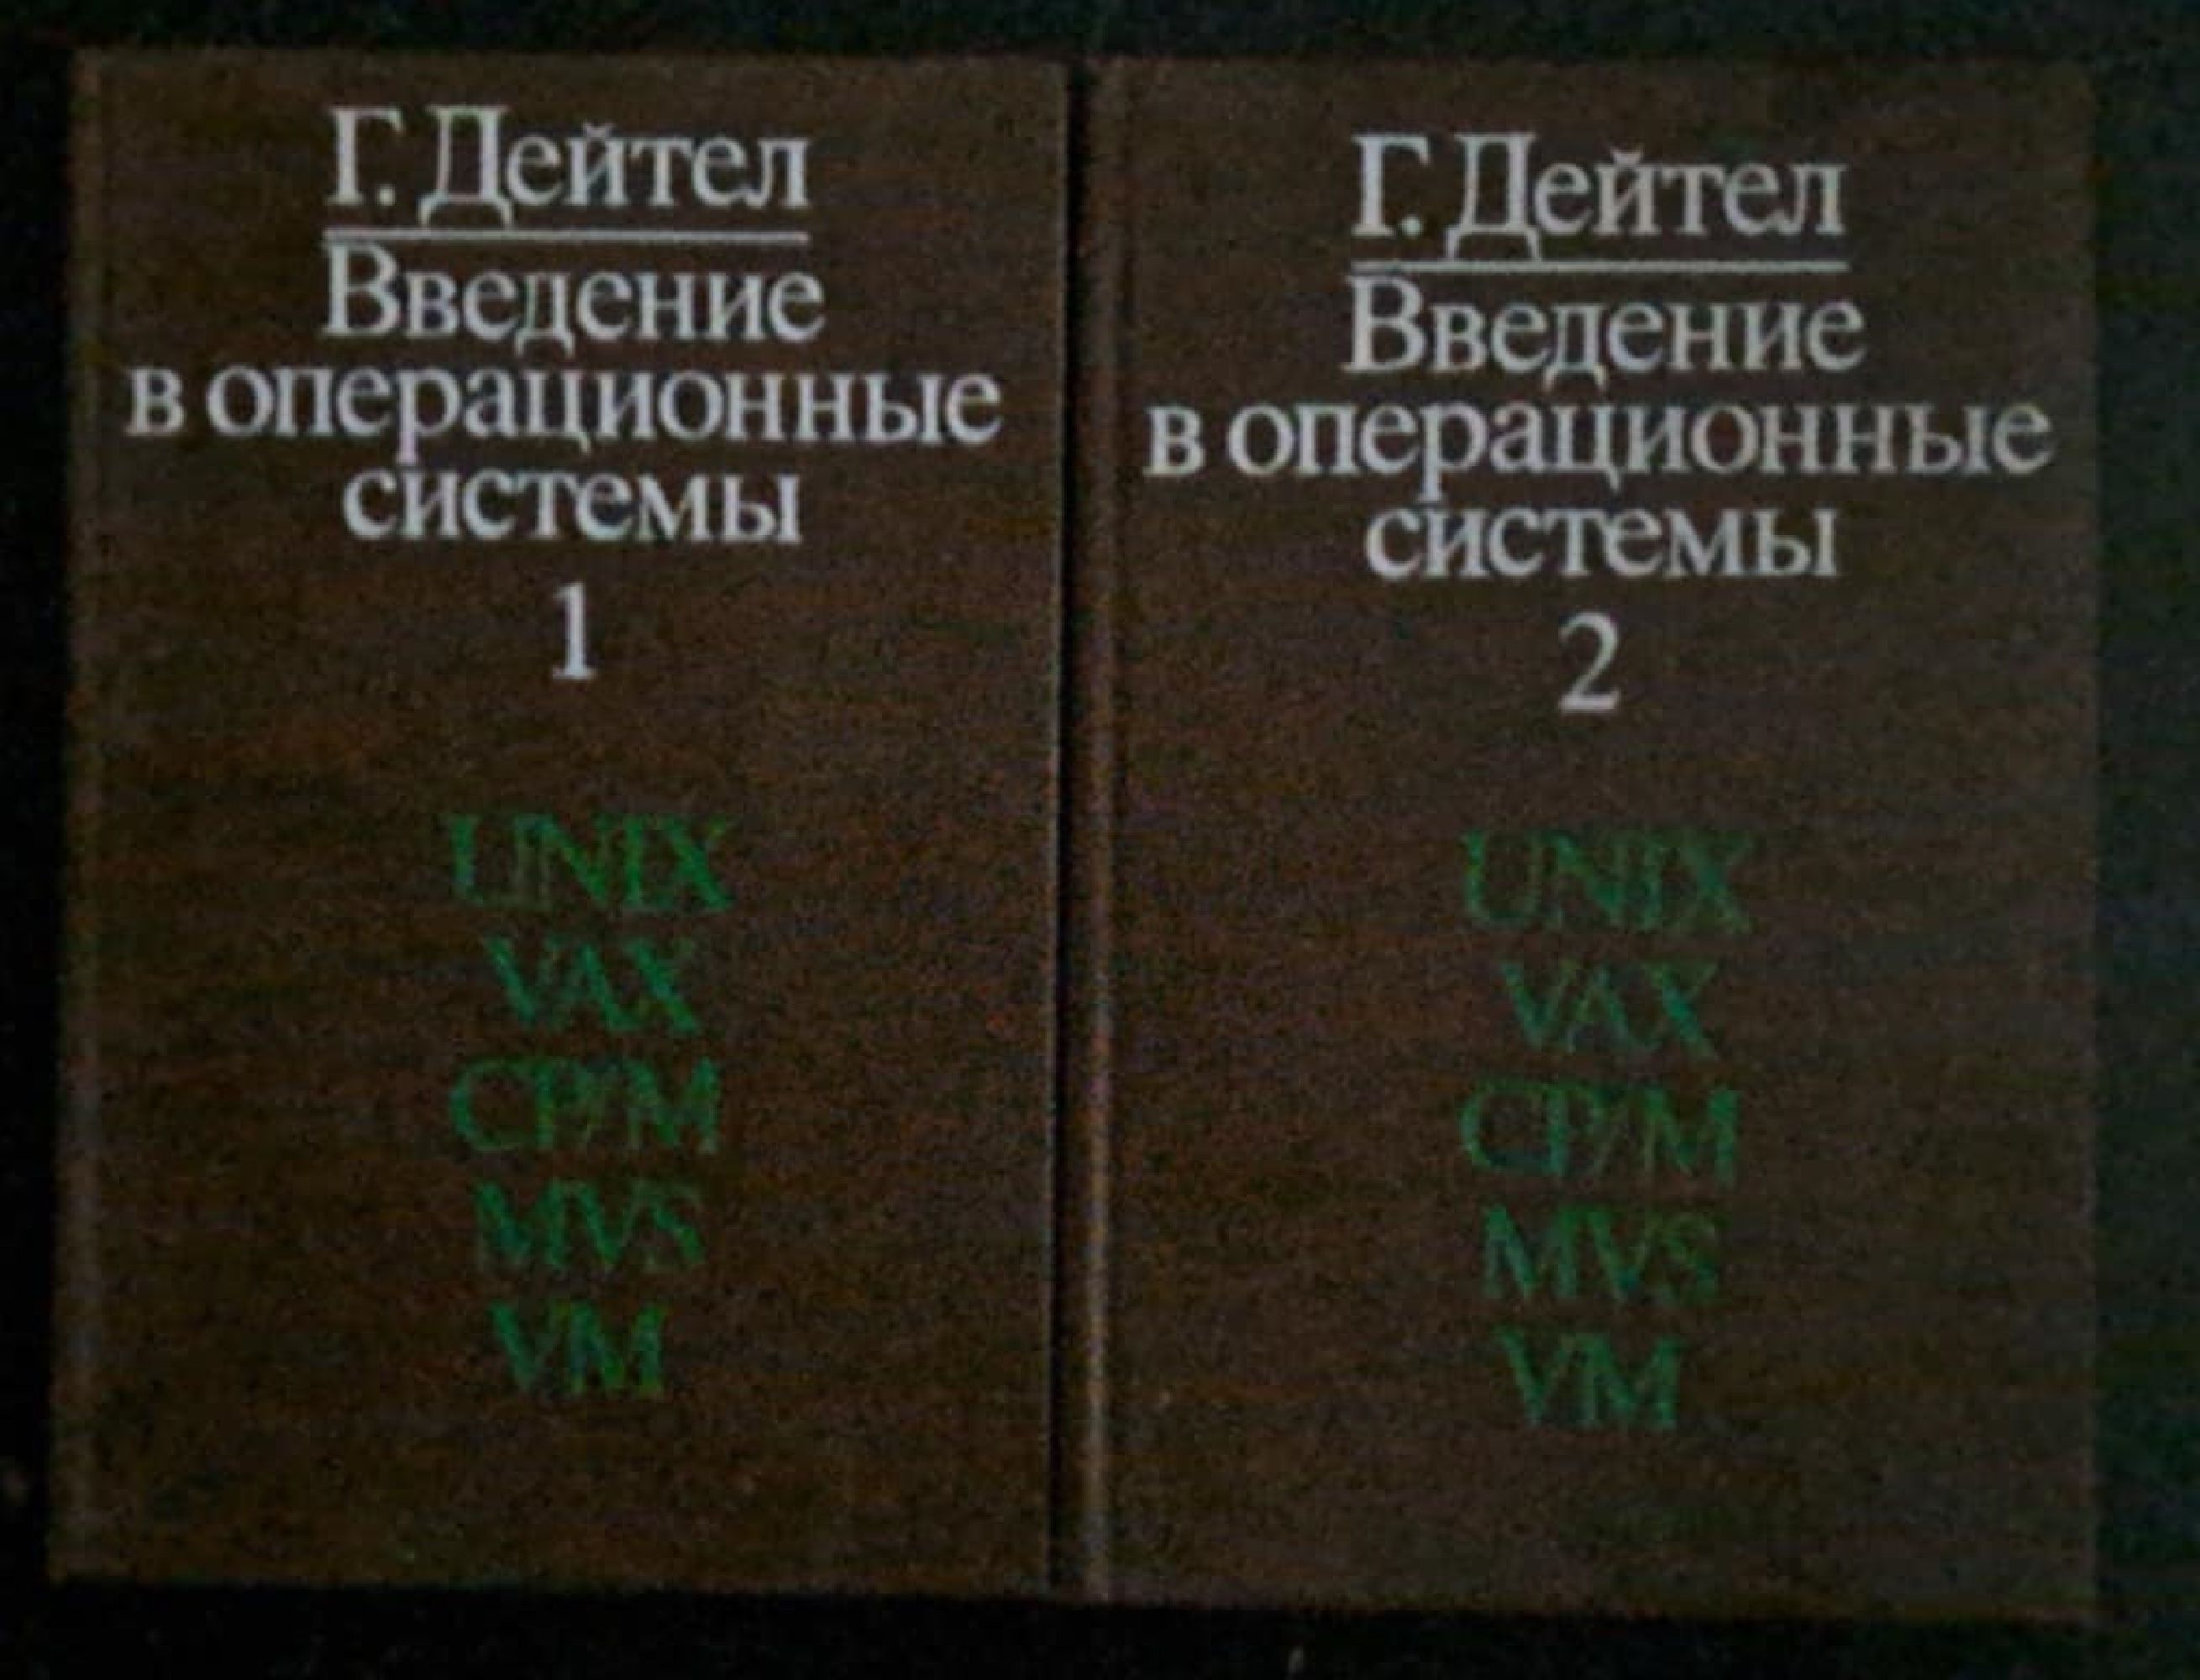 Г. Дейтел
Введение
в операционные
системы
1
UNIX
VAX
CP/M
MVS
VM
Г. Дейтел
Введение
в операционные
системы
2
UNIX
VAX
CP/M
MVS
VM